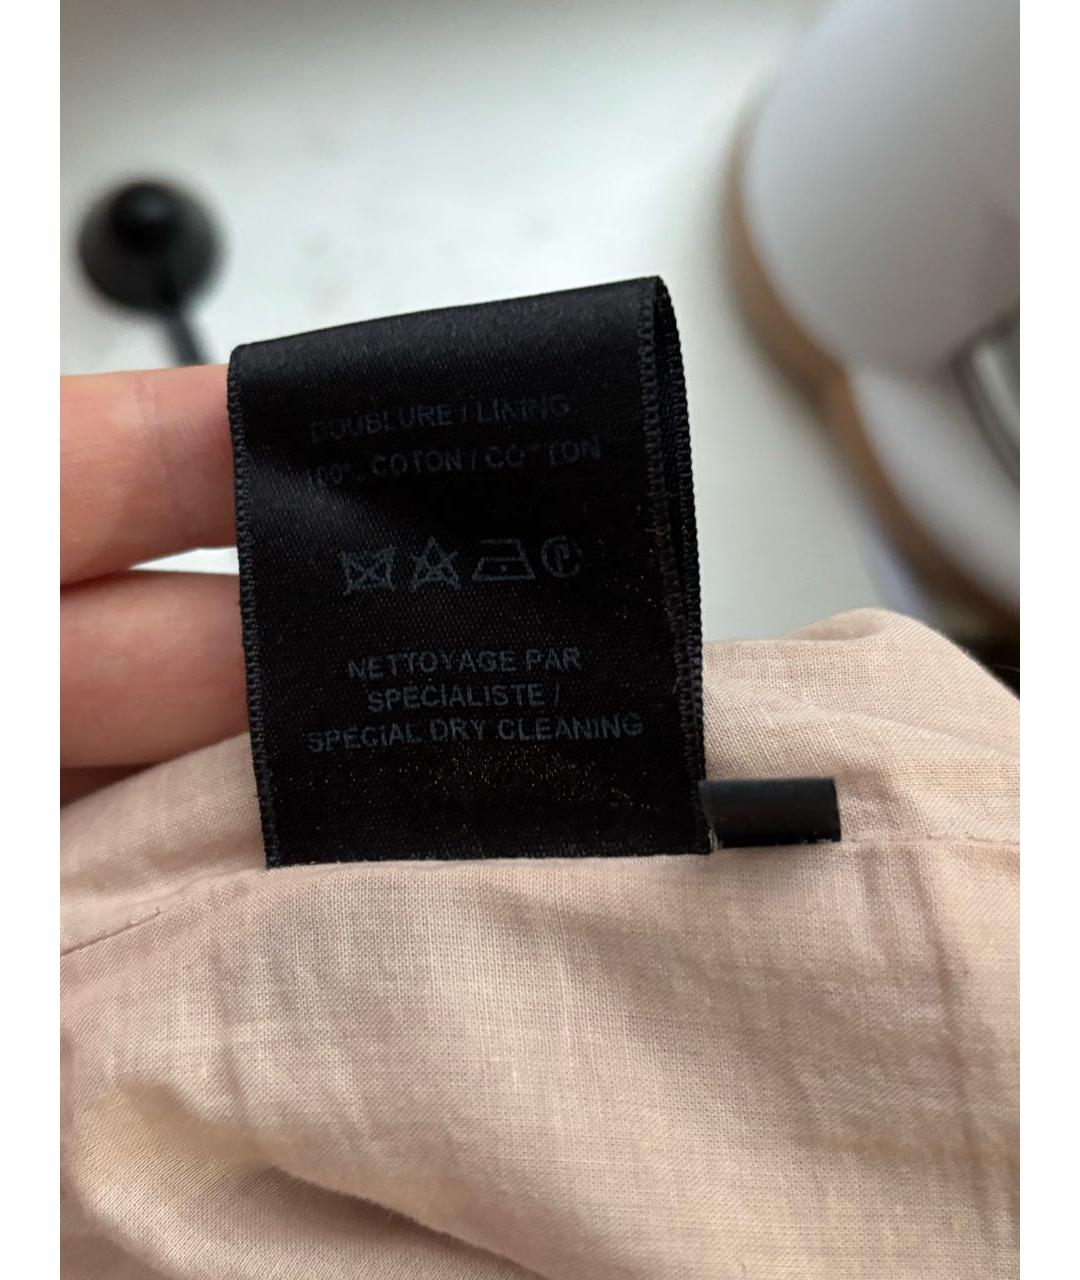 DOUBLURE / LINING
100% COTON / COTTON
P
NETTOYAGE PAR
SPECIALISTE /
SPECIAL DRY CLEANING